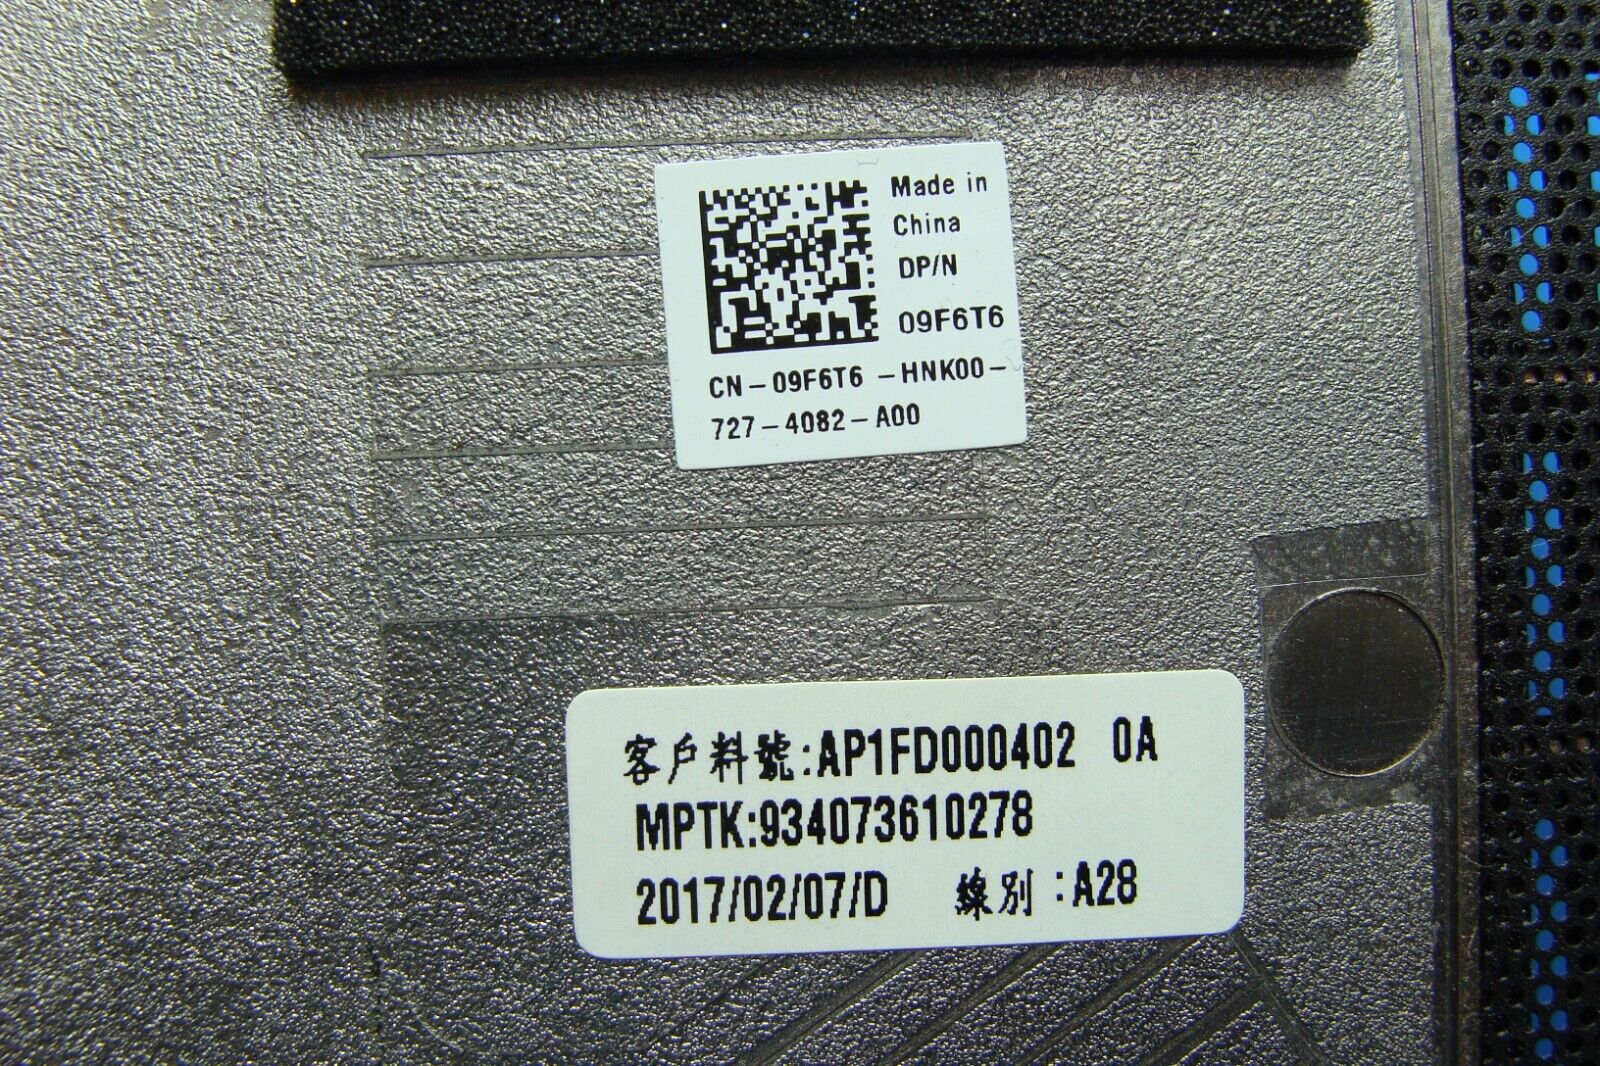 Made in
China
DP/N
09F6T6
CN-09F6T6-HNK00-
727-4082-A00
客戶料號:AP1FD000402 0A
MPTK:934073610278
2017/02/07/D 線別:A28